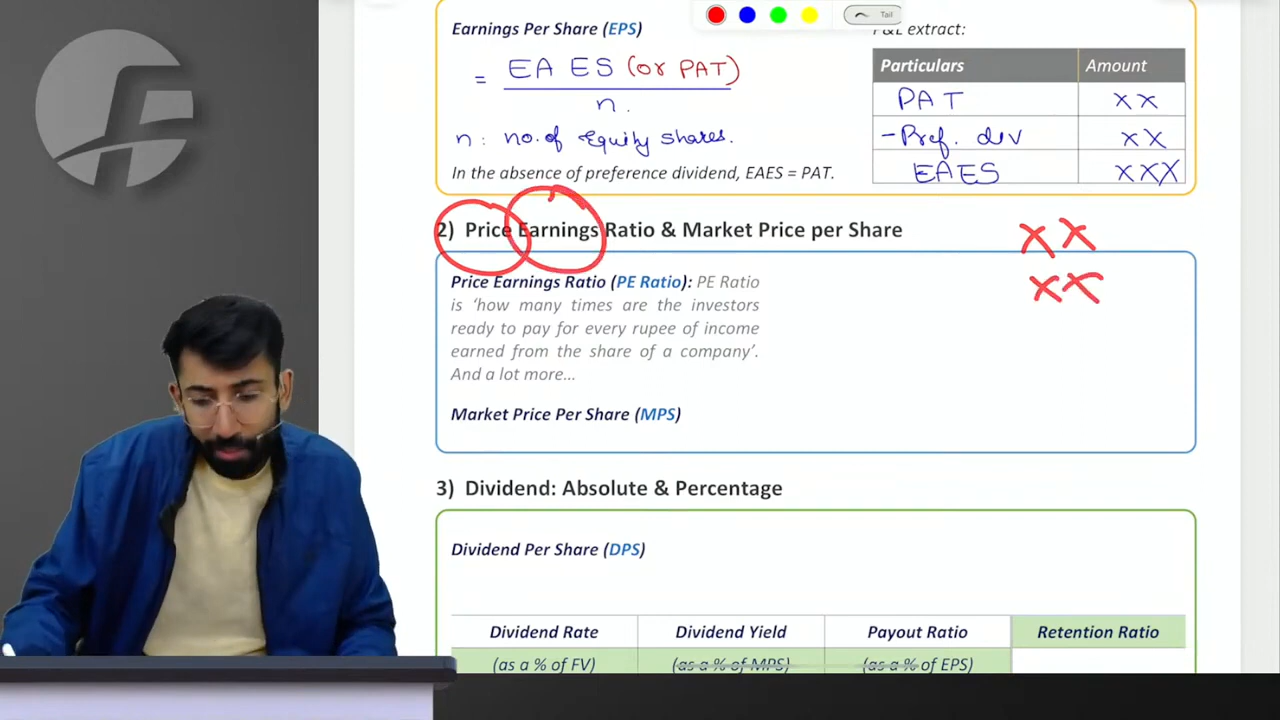 Tail
Earnings Per Share (EPS)
P&L extract:
= EAES (or PAT)
n.
n: no. of Equity shares.
In the absence of preference dividend, EAES = PAT.
Particulars Amount
PAT xx
- Pref. div xx
EAES xxx
2) Price Earnings Ratio & Market Price per Share
xx
xx
Price Earnings Ratio (PE Ratio): PE Ratio
is ‘how many times are the investors
ready to pay for every rupee of income
earned from the share of a company’.
And a lot more...
Market Price Per Share (MPS)
3) Dividend: Absolute & Percentage
Dividend Per Share (DPS)
Dividend Rate Dividend Yield Payout Ratio Retention Ratio
(as a % of FV) (as a % of MPS) (as a % of EPS)